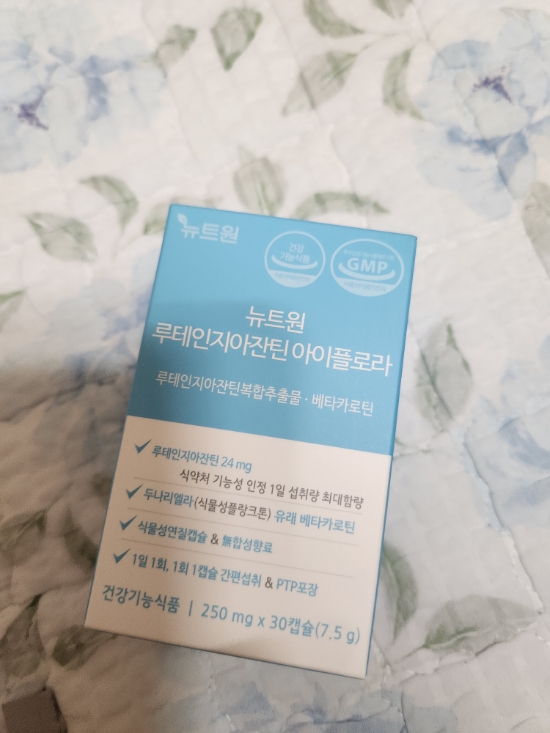 뉴트원
건강
기능식품
GMP
뉴트원
루테인지아잔틴 아이플로라
루테인지아잔틴복합추출물 · 베타카로틴
루테인지아잔틴 24 mg
식약처 기능성 인정 1일 섭취량 최대함량
두나리엘라(식물성플랑크톤) 유래 베타카로틴
식물성연질캡슐 & 無합성향료
1일 1회, 1회 1캡슐 간편섭취 & PTP포장
건강기능식품 | 250 mg x 30캡슐(7.5 g)